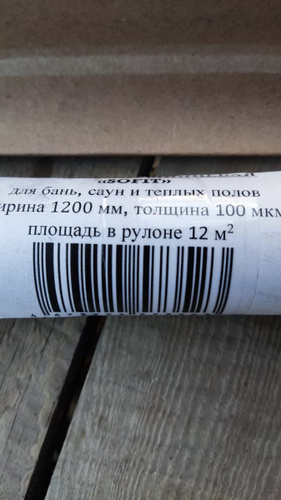 «SOFIT»
для бань, саун и теплых полов
ирина 1200 мм, толщина 100 мкм
площадь в рулоне 12 м²